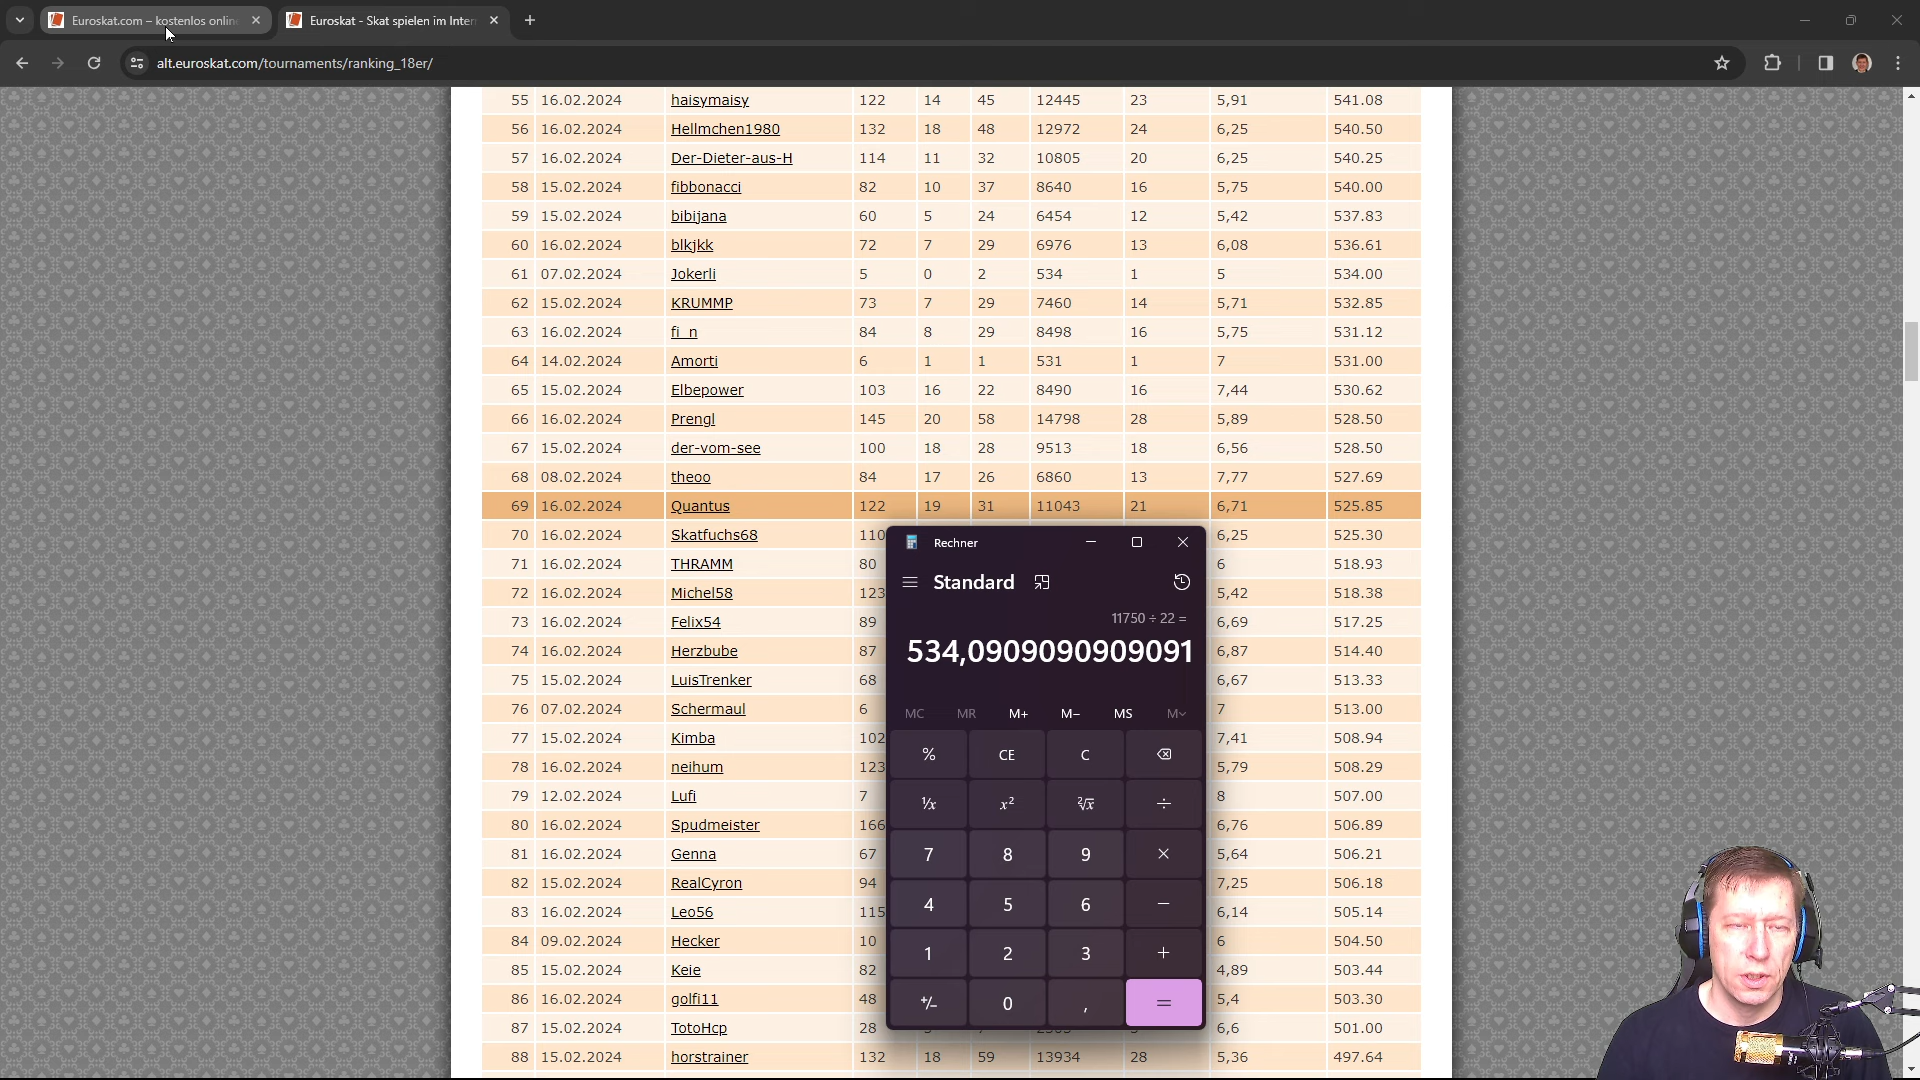 Euroskat.com – kostenlos onlin
Euroskat - Skat spielen im Inter
alt.euroskat.com/tournaments/ranking_18er/
55 16.02.2024 haisymaisy 122 14 45 12445 23 5,91 541.08
56 16.02.2024 Hellmchen1980 132 18 48 12972 24 6,25 540.50
57 16.02.2024 Der-Dieter-aus-H 114 11 32 10805 20 6,25 540.25
58 15.02.2024 fibbonacci 82 10 37 8640 16 5,75 540.00
59 15.02.2024 bibijana 60 5 24 6454 12 5,42 537.83
60 16.02.2024 blkjkk 72 7 29 6976 13 6,08 536.61
61 07.02.2024 Jokerli 5 0 2 534 1 5 534.00
62 15.02.2024 KRUMMP 73 7 29 7460 14 5,71 532.85
63 16.02.2024 fi_n 84 8 29 8498 16 5,75 531.12
64 14.02.2024 Amorti 6 1 1 531 1 7 531.00
65 15.02.2024 Elbepower 103 16 22 8490 16 7,44 530.62
66 16.02.2024 Prengl 145 20 58 14798 28 5,89 528.50
67 15.02.2024 der-vom-see 100 18 28 9513 18 6,56 528.50
68 08.02.2024 theoo 84 17 26 6860 13 7,77 527.69
69 16.02.2024 Quantus 122 19 31 11043 21 6,71 525.85
70 16.02.2024 Skatfuchs68 110 6,25 525.30
71 16.02.2024 THRAMM 80 6 518.93
72 16.02.2024 Michel58 123 5,42 518.38
73 16.02.2024 Felix54 89 6,69 517.25
74 16.02.2024 Herzbube 87 6,87 514.40
75 15.02.2024 LuisTrenker 68 6,67 513.33
76 07.02.2024 Schermaul 6 7 513.00
77 15.02.2024 Kimba 102 7,41 508.94
78 16.02.2024 neihum 123 5,79 508.29
79 12.02.2024 Lufi 7 8 507.00
80 16.02.2024 Spudmeister 166 6,76 506.89
81 16.02.2024 Genna 67 5,64 506.21
82 15.02.2024 RealCyron 94 7,25 506.18
83 16.02.2024 Leo56 115 6,14 505.14
84 09.02.2024 Hecker 10 6 504.50
85 15.02.2024 Keie 82 4,89 503.44
86 16.02.2024 golfi11 48 5,4 503.30
87 15.02.2024 TotoHcp 28 6,6 501.00
88 15.02.2024 horstrainer 132 18 59 13934 28 5,36 497.64
Rechner
Standard
11750 ÷ 22 =
534,0909090909091
MC MR M+ M− MS M
% CE C
¹/x x² ²√x ÷
7 8 9 ×
4 5 6 −
1 2 3 +
+/− 0 , =